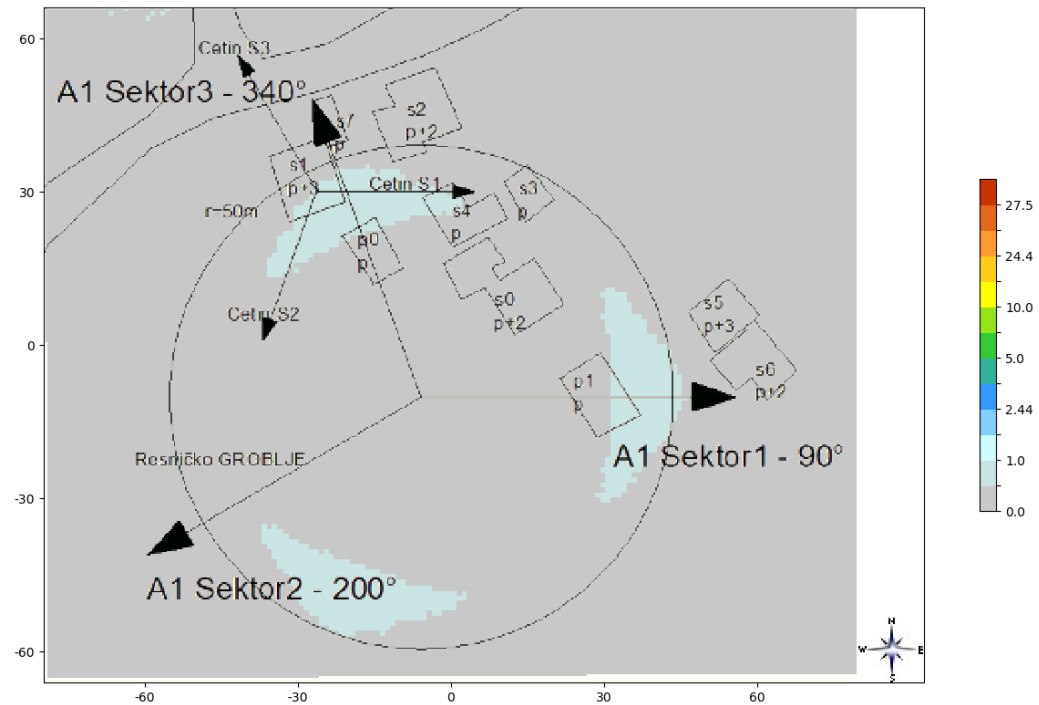 60
30
0
-30
-60
-60
-30
0
30
60
Cetin S3
A1 Sektor3 - 340°
s7
p
s2
p+2
s1
p+3
Cetin S1
s3
p
r=50m
s4
p
p0
p
Cetin S2
s0
p+2
s5
p+3
p1
p
s6
p+2
Resničko GROBLJE
A1 Sektor1 - 90°
A1 Sektor2 - 200°
27.5
24.4
10.0
5.0
2.44
1.0
0.0
N
W E
S